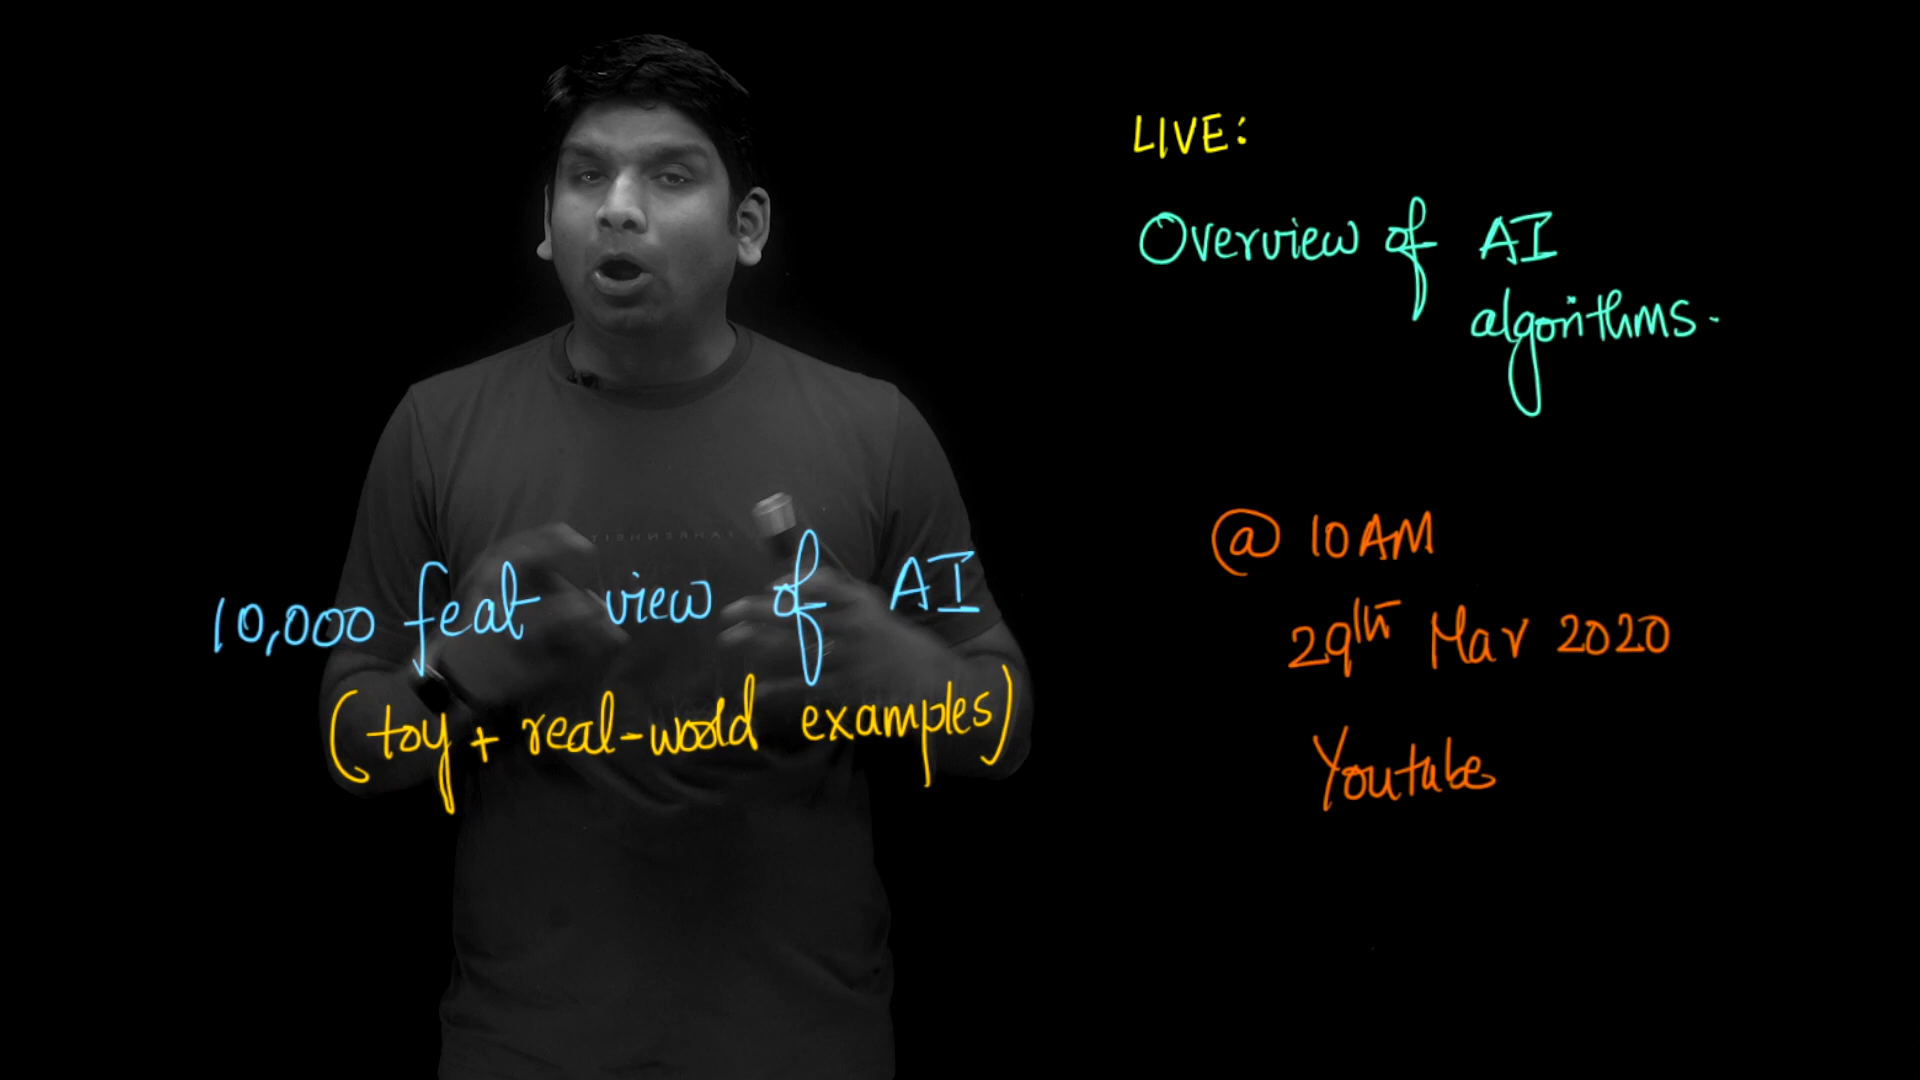 LIVE:
Overview of AI
algorithms.
10,000 feat view of AI
(toy + real-world examples)
@ 10AM
29th Mar 2020
Youtube